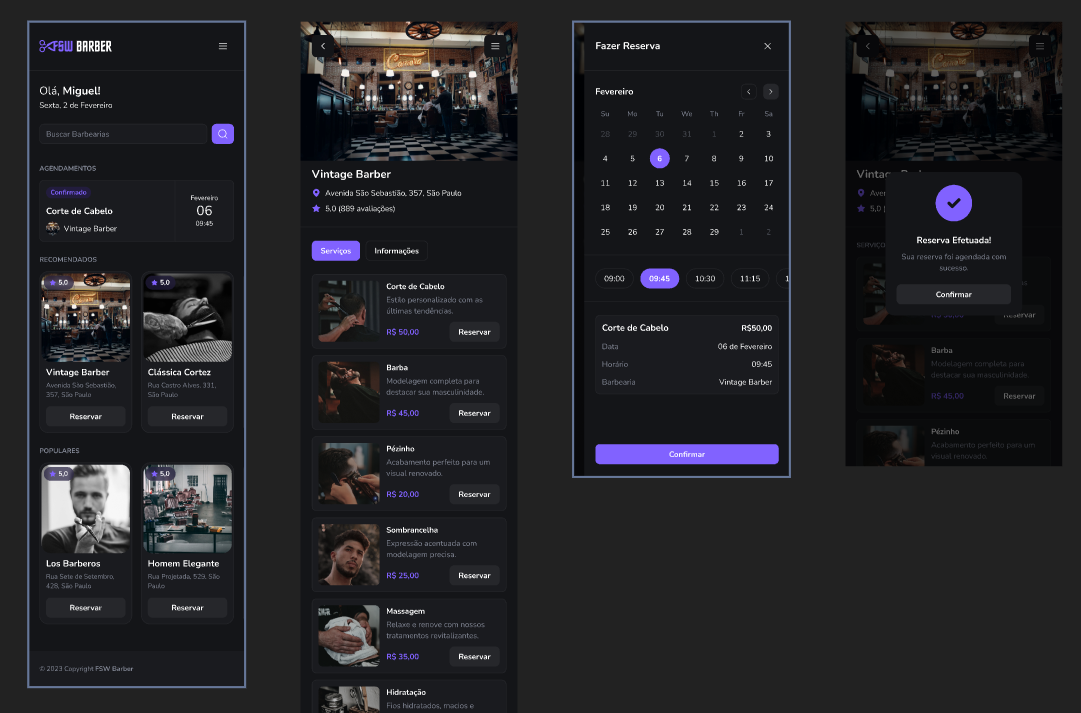 FSW BARBER
Olá, Miguel!
Sexta, 2 de Fevereiro
Buscar Barbearias
AGENDAMENTOS
Confirmado
Corte de Cabelo
Vintage Barber
Fevereiro
06
09:45
RECOMENDADOS
5,0
Vintage Barber
Avenida São Sebastião,
357, São Paulo
Reservar
5,0
Clássica Cortez
Rua Castro Alves, 331,
São Paulo
Reservar
POPULARES
5,0
Los Barberos
Rua Sete de Setembro,
428, São Paulo
Reservar
5,0
Homem Elegante
Rua Projetada, 529, São
Paulo
Reservar
© 2023 Copyright FSW Barber
Vintage Barber
Avenida São Sebastião, 357, São Paulo
5,0 (889 avaliações)
Serviços
Informações
Corte de Cabelo
Estilo personalizado com as
últimas tendências.
R$ 50,00
Reservar
Barba
Modelagem completa para
destacar sua masculinidade.
R$ 45,00
Reservar
Pézinho
Acabamento perfeito para um
visual renovado.
R$ 20,00
Reservar
Sombrancelha
Expressão acentuada com
modelagem precisa.
R$ 25,00
Reservar
Massagem
Relaxe e renove com nossos
tratamentos revitalizantes.
R$ 35,00
Reservar
Hidratação
Fios hidratados, macios e
Fazer Reserva
Fevereiro
Su Mo Tu We Th Fr Sa
28 29 30 31 1 2 3
4 5 6 7 8 9 10
11 12 13 14 15 16 17
18 19 20 21 22 23 24
25 26 27 28 29 1 2
09:00 09:45 10:30 11:15 1
Corte de Cabelo R$50,00
Data 06 de Fevereiro
Horário 09:45
Barbearia Vintage Barber
Confirmar
Reserva Efetuada!
Sua reserva foi agendada com
sucesso.
Confirmar
Reservar
Barba
Modelagem completa para
destacar sua masculinidade.
R$ 45,00
Reservar
Pézinho
Acabamento perfeito para um
visual renovado.